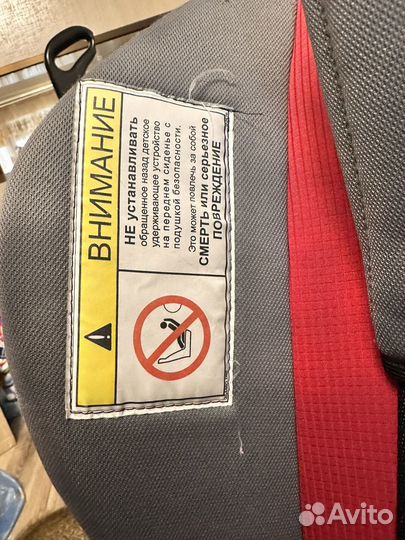 ВНИМАНИЕ
НЕ устанавливать
обращенное назад детское
удерживающее устройство
на переднем сиденье с
подушкой безопасности.
Это может повлечь за собой
СМЕРТЬ или серьезное
ПОВРЕЖДЕНИЕ
Avito